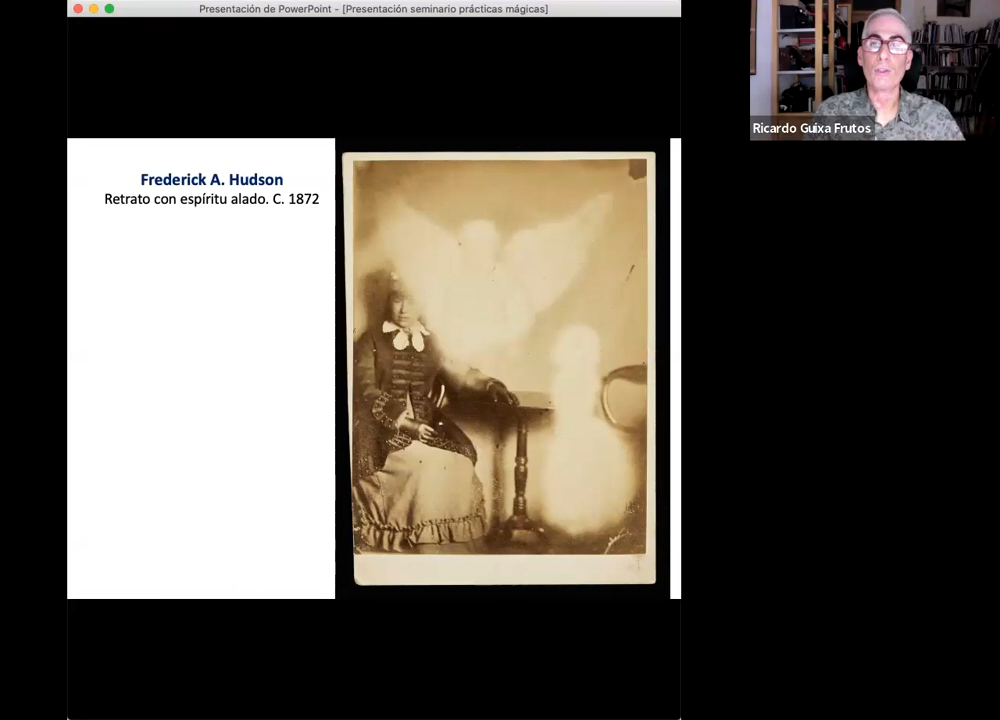 Presentación de PowerPoint - [Presentación seminario prácticas mágicas]
Ricardo Guixa Frutos
Frederick A. Hudson
Retrato con espíritu alado. C. 1872